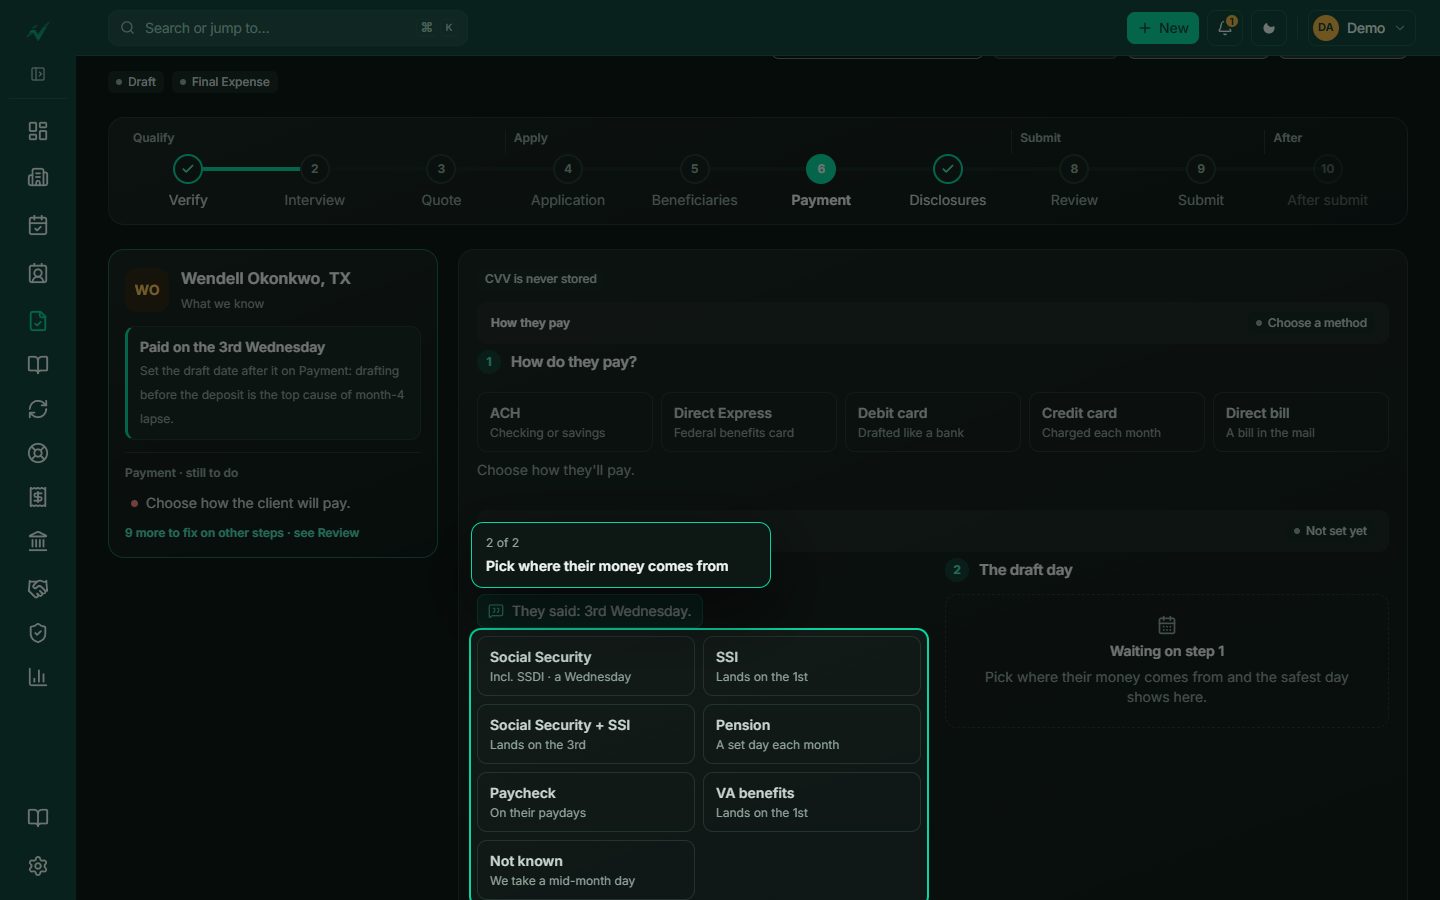 Search or jump to...
⌘ K
New
1
DA
Demo
Draft
Final Expense
Qualify
Apply
Submit
After
2
3
4
5
6
8
9
10
Verify
Interview
Quote
Application
Beneficiaries
Payment
Disclosures
Review
Submit
After submit
WO
Wendell Okonkwo, TX
What we know
Paid on the 3rd Wednesday
Set the draft date after it on Payment: drafting
before the deposit is the top cause of month-4
lapse.
Payment · still to do
Choose how the client will pay.
9 more to fix on other steps · see Review
CVV is never stored
How they pay
Choose a method
1
How do they pay?
ACH
Checking or savings
Direct Express
Federal benefits card
Debit card
Drafted like a bank
Credit card
Charged each month
Direct bill
A bill in the mail
Choose how they'll pay.
Not set yet
2 of 2
Pick where their money comes from
They said: 3rd Wednesday.
Social Security
Incl. SSDI · a Wednesday
SSI
Lands on the 1st
Social Security + SSI
Lands on the 3rd
Pension
A set day each month
Paycheck
On their paydays
VA benefits
Lands on the 1st
Not known
We take a mid-month day
2
The draft day
Waiting on step 1
Pick where their money comes from and the safest day
shows here.